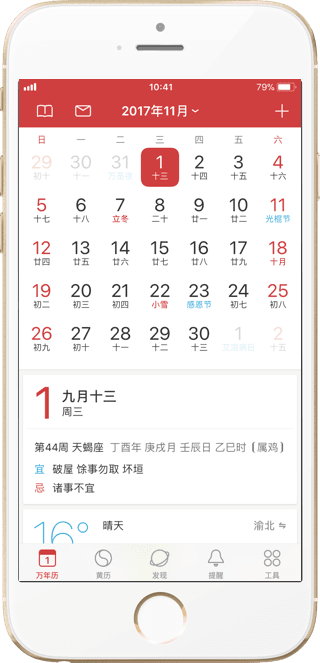 10:41 79%
2017年11月
日 一 二 三 四 五 六
29 30 31 1 2 3 4
初十 十一 万圣夜 十三 十四 十五 十六
5 6 7 8 9 10 11
十七 十八 立冬 二十 廿一 廿二 光棍节
12 13 14 15 16 17 18
廿四 廿五 廿六 廿七 廿八 廿九 十月
19 20 21 22 23 24 25
初二 初三 初四 小雪 感恩节 初七 初八
26 27 28 29 30 1 2
初九 初十 十一 十二 十三 艾滋病日 十五
1 九月十三
周三
第44周 天蝎座 丁酉年 庚戌月 壬辰日 乙巳时 (属鸡)
宜 破屋 馀事勿取 坏垣
忌 诸事不宜
16° 晴天 渝北
1
万年历 黄历 发现 提醒 工具